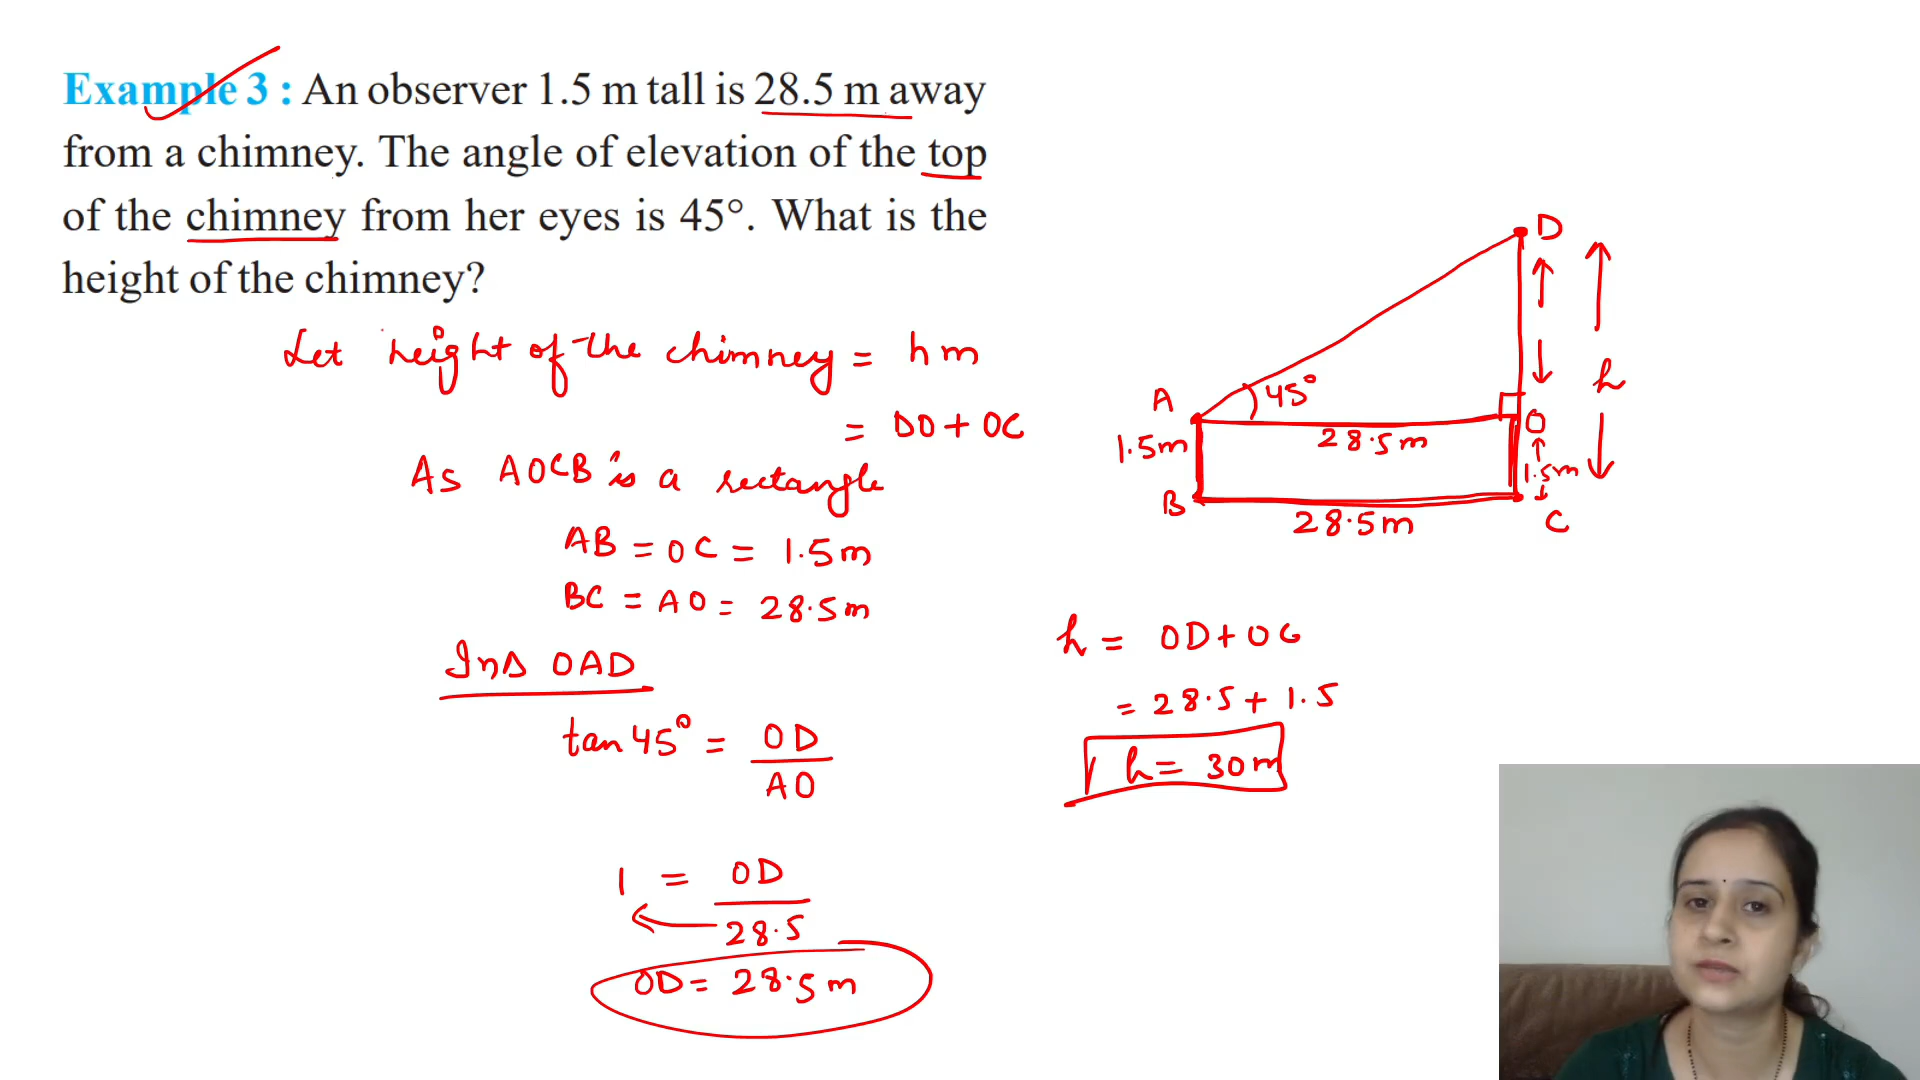 Example 3 : An observer 1.5 m tall is 28.5 m away
from a chimney. The angle of elevation of the top
of the chimney from her eyes is 45°. What is the
height of the chimney?
Let height of the chimney = h m
= DO + OC
As AOCB is a rectangle
AB = OC = 1.5 m
BC = AO = 28.5 m
In Δ OAD
tan 45° = OD
AO
1 = OD
28.5
OD = 28.5 m
D
A
45°
h
1.5m
28.5m
O
1.5m
B
28.5m
C
h = OD + OC
= 28.5 + 1.5
h = 30 m